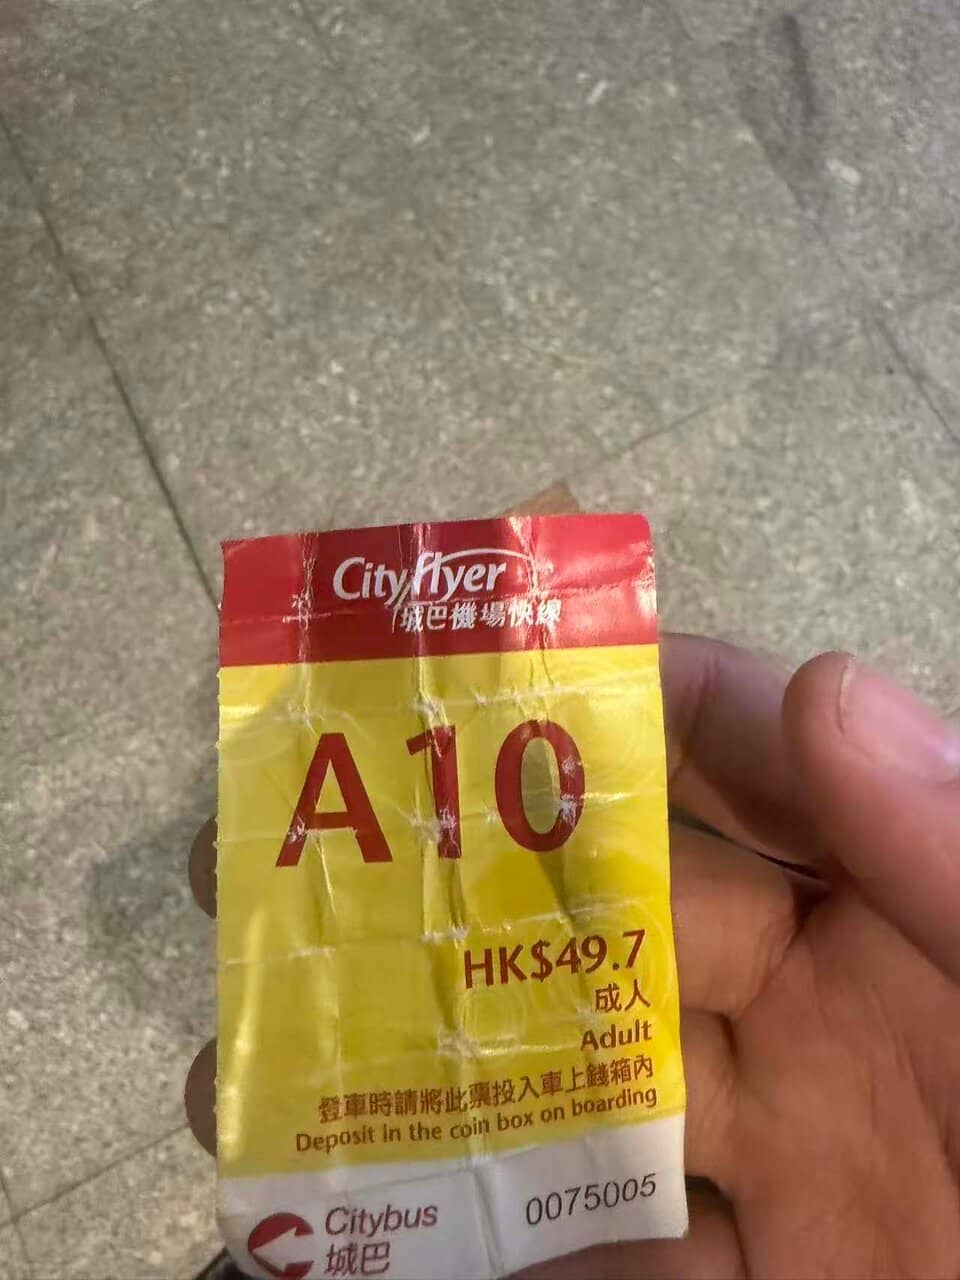 Cityflyer
城巴機場快線
A10
HK$49.7
成人
Adult
登車時請將此票投入車上錢箱內
Deposit in the coin box on boarding
Citybus
城巴
0075005